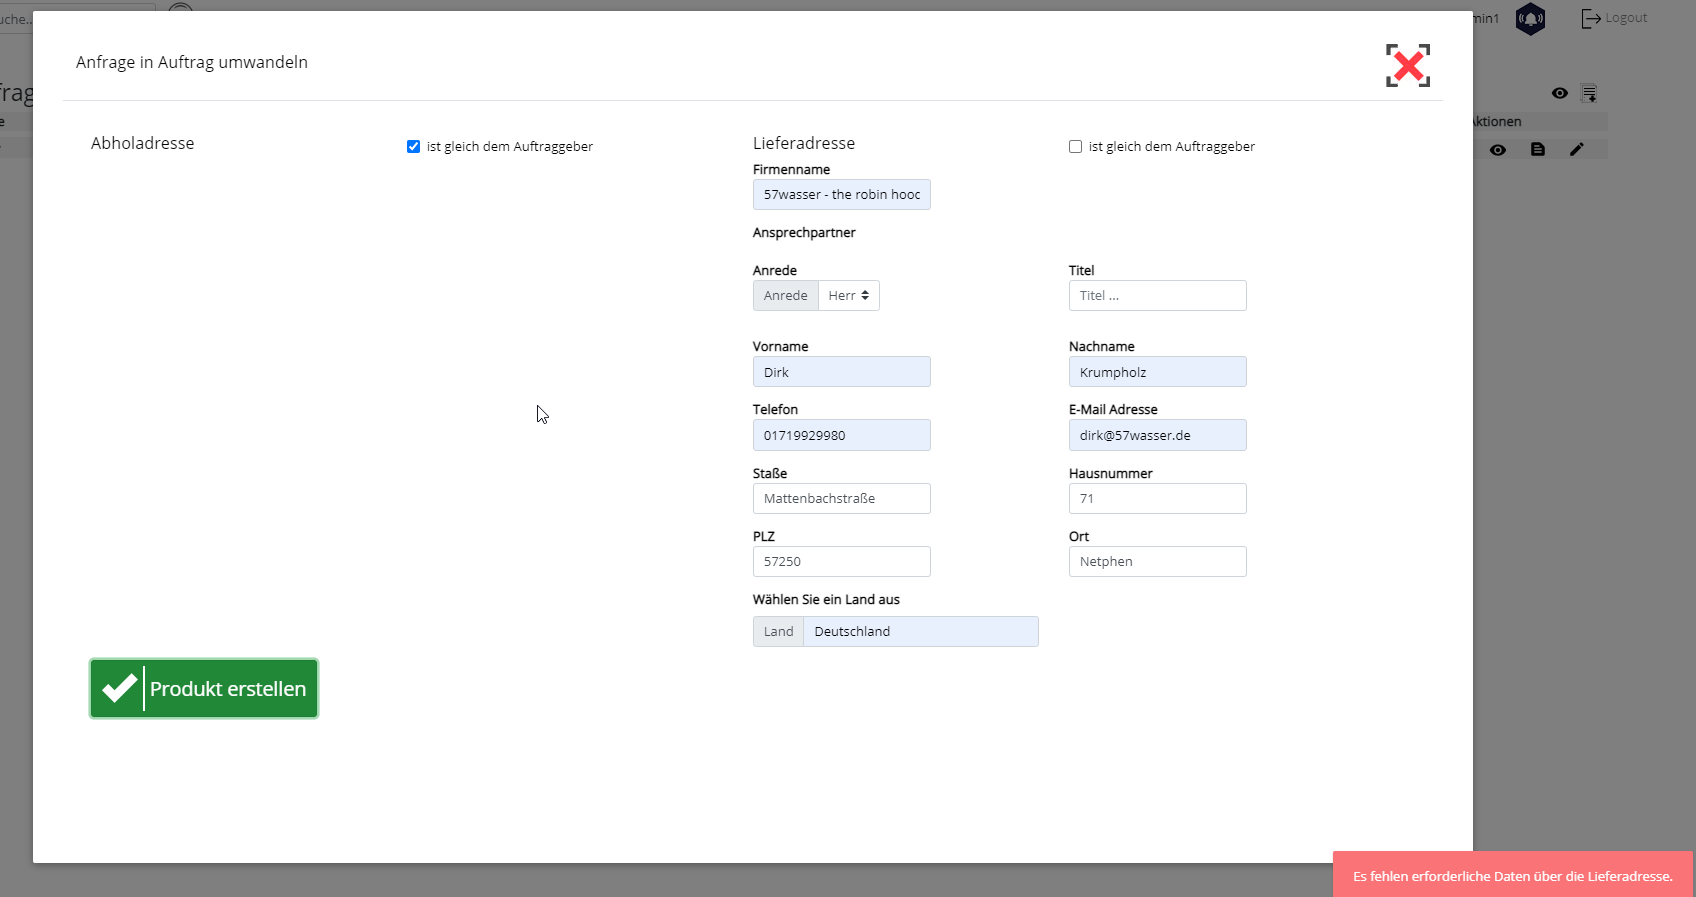 uche..
min1
Logout
Anfrage in Auftrag umwandeln
frag
e
Aktionen
Abholadresse
ist gleich dem Auftraggeber
Lieferadresse
ist gleich dem Auftraggeber
Firmenname
57wasser - the robin hood
Ansprechpartner
Anrede
Titel
Anrede Herr
Titel ...
Vorname
Nachname
Dirk
Krumpholz
Telefon
E-Mail Adresse
01719929980
dirk@57wasser.de
Staße
Hausnummer
Mattenbachstraße
71
PLZ
Ort
57250
Netphen
Wählen Sie ein Land aus
Land Deutschland
Produkt erstellen
Es fehlen erforderliche Daten über die Lieferadresse.